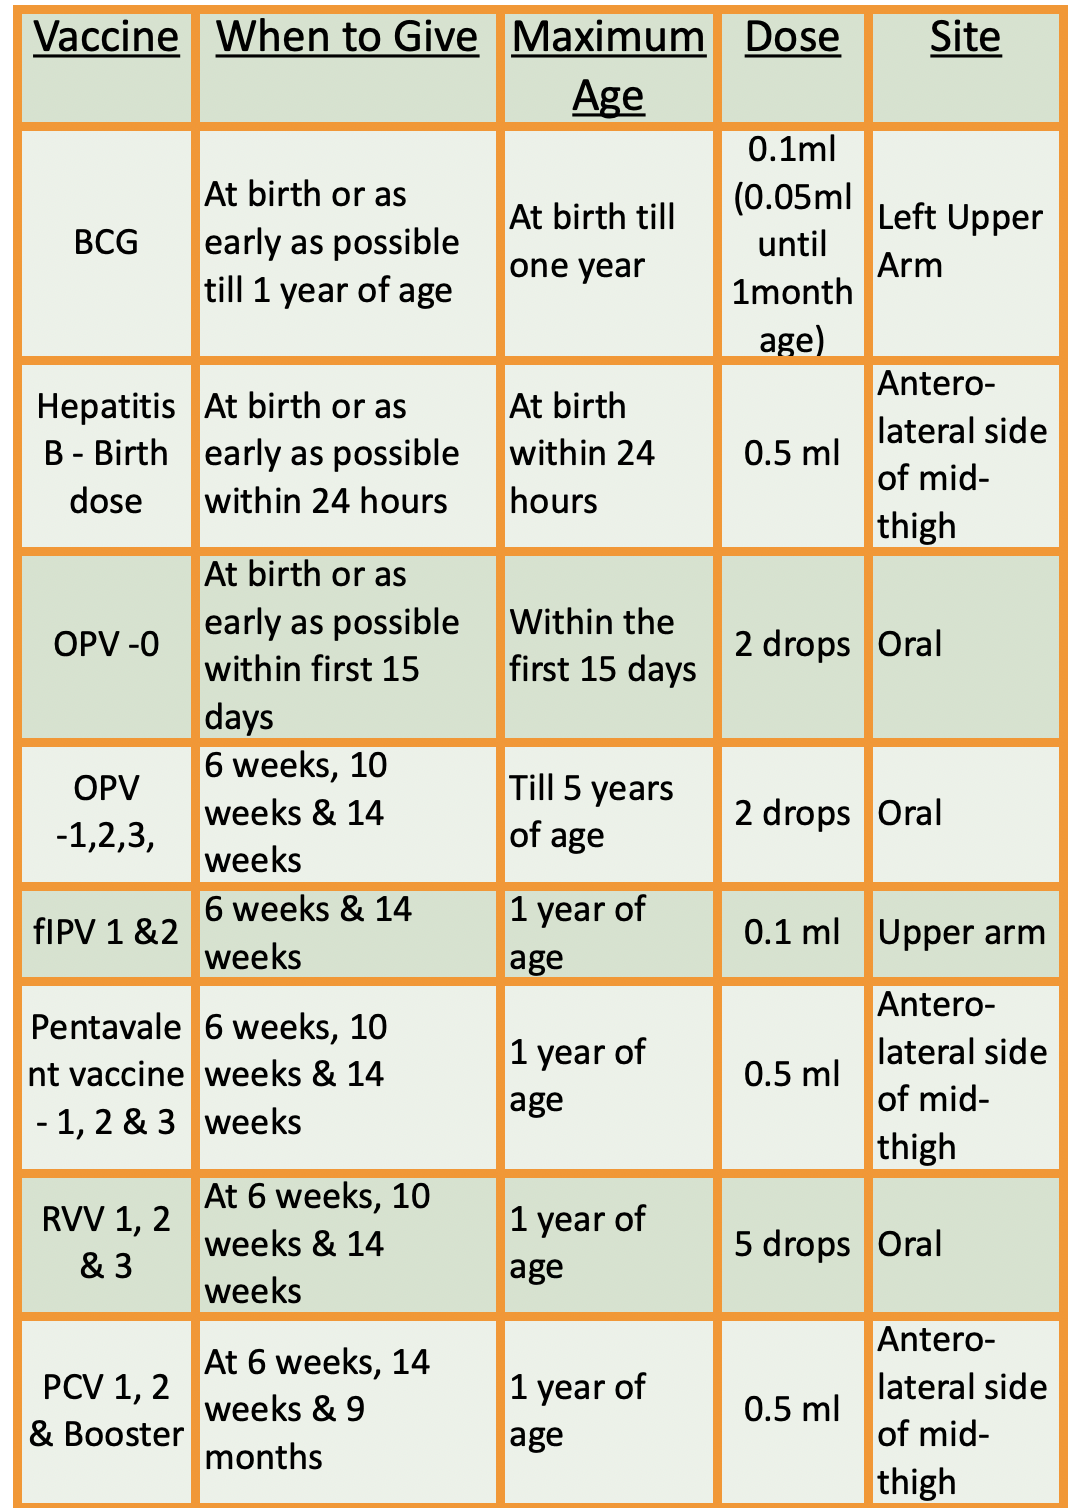 Vaccine
When to Give
Maximum
Age
Dose
Site
BCG
At birth or as
early as possible
till 1 year of age
At birth till
one year
0.1ml
(0.05ml
until
1month
age)
Left Upper
Arm
Hepatitis
B - Birth
dose
At birth or as
early as possible
within 24 hours
At birth
within 24
hours
0.5 ml
Antero-
lateral side
of mid-
thigh
OPV -0
At birth or as
early as possible
within first 15
days
Within the
first 15 days
2 drops
Oral
OPV
-1,2,3,
6 weeks, 10
weeks & 14
weeks
Till 5 years
of age
2 drops
Oral
fIPV 1 &2
6 weeks & 14
weeks
1 year of
age
0.1 ml
Upper arm
Pentavale
nt vaccine
- 1, 2 & 3
6 weeks, 10
weeks & 14
weeks
1 year of
age
0.5 ml
Antero-
lateral side
of mid-
thigh
RVV 1, 2
& 3
At 6 weeks, 10
weeks & 14
weeks
1 year of
age
5 drops
Oral
PCV 1, 2
& Booster
At 6 weeks, 14
weeks & 9
months
1 year of
age
0.5 ml
Antero-
lateral side
of mid-
thigh